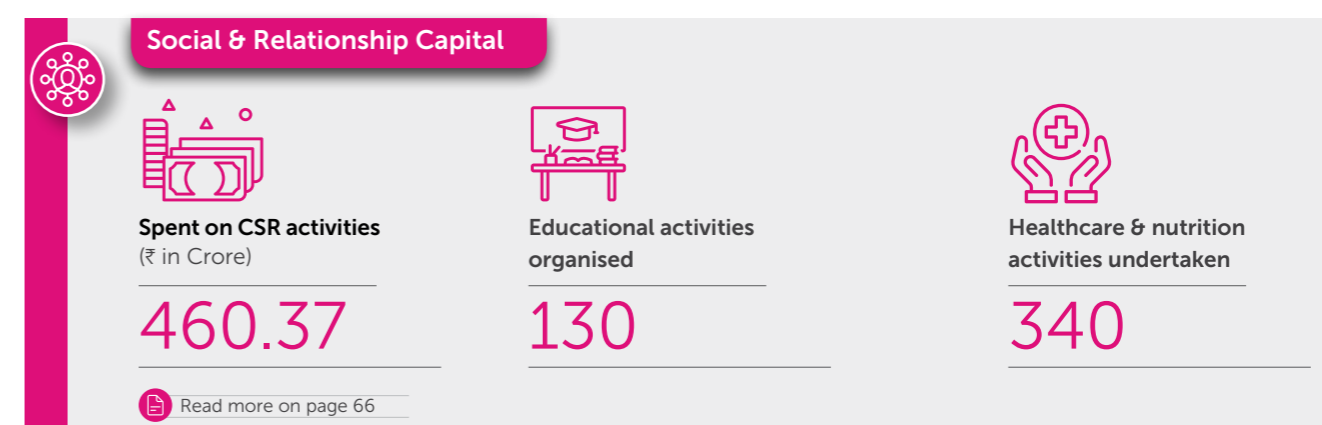 Social & Relationship Capital
Spent on CSR activities
(₹ in Crore)
460.37
Read more on page 66
Educational activities
organised
130
Healthcare & nutrition
activities undertaken
340